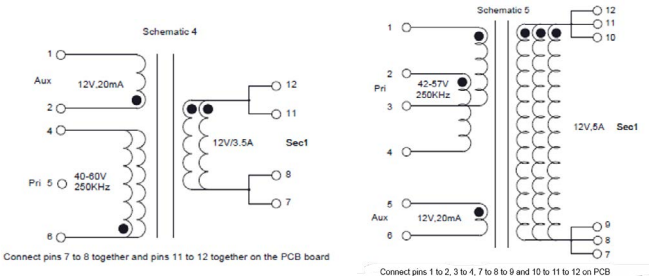 Schematic 4
1
Aux
12V,20mA
2
4
Pri 5
40-60V
250KHz
6
12
11
12V/3.5A Sec1
8
7
Connect pins 7 to 8 together and pins 11 to 12 together on the PCB board
Schematic 5
1
2
Pri
42-57V
250KHz
3
4
5
Aux
12V,20mA
6
12
11
10
12V,5A Sec1
9
8
7
Connect pins 1 to 2, 3 to 4, 7 to 8 to 9 and 10 to 11 to 12 on PCB